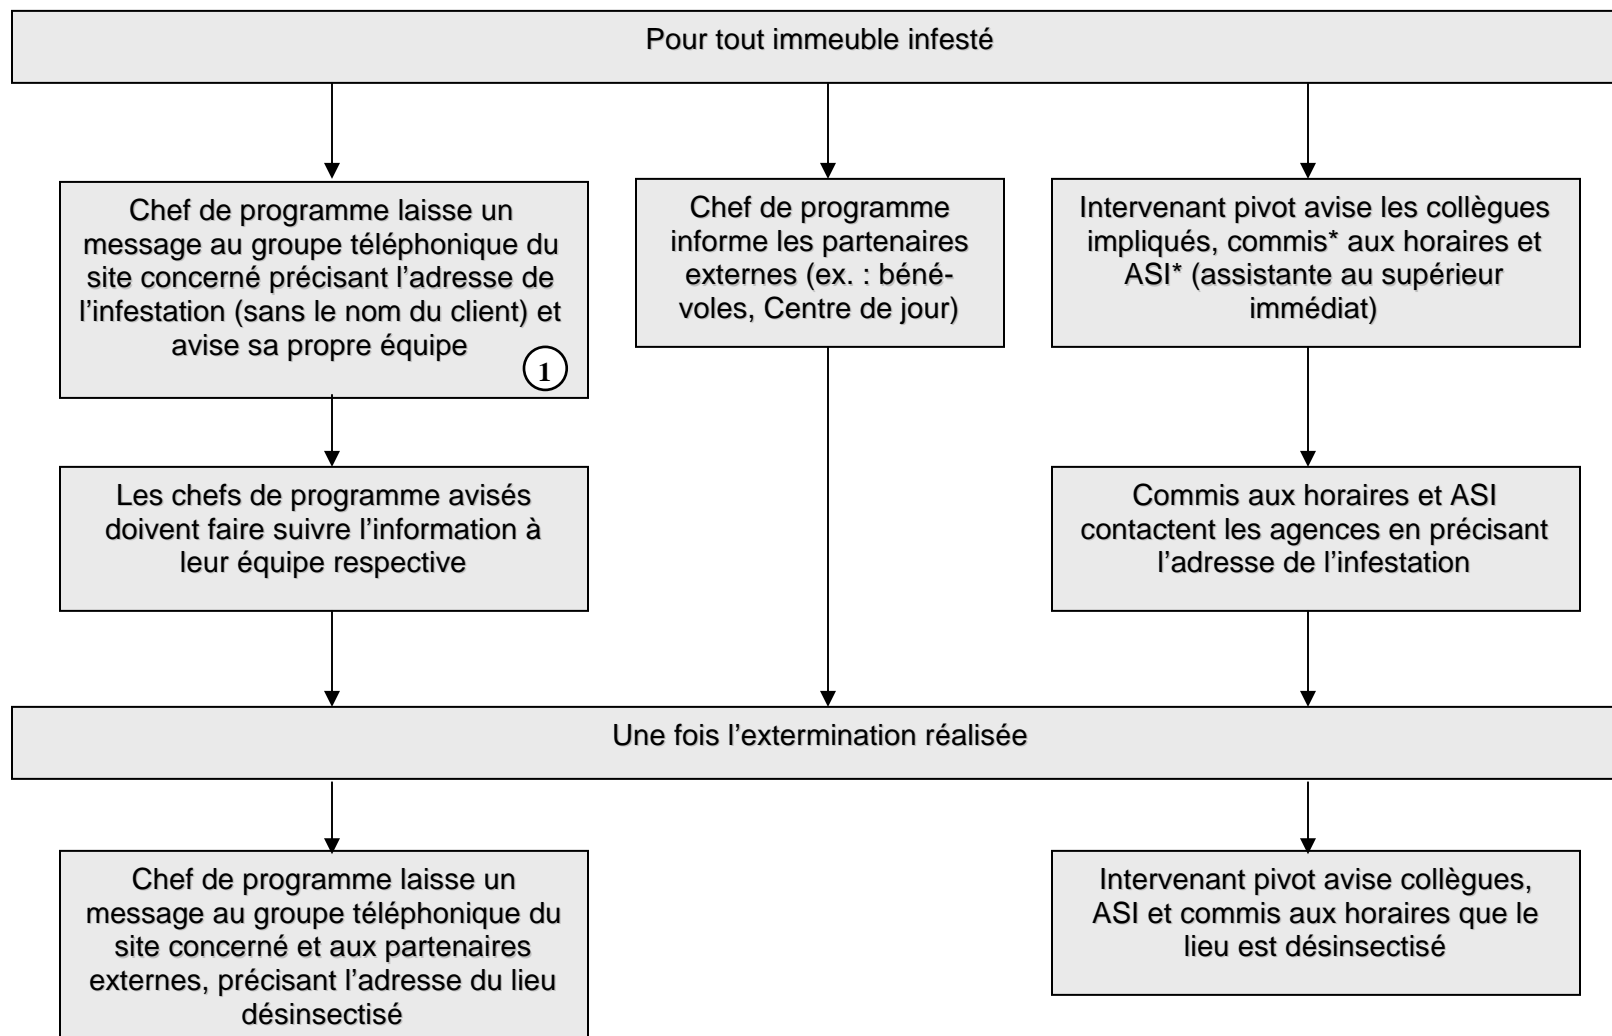 Pour tout immeuble infesté
Chef de programme laisse un
message au groupe téléphonique du
site concerné précisant l’adresse de
l’infestation (sans le nom du client) et
avise sa propre équipe
1
Chef de programme
informe les partenaires
externes (ex. : béné-
voles, Centre de jour)
Intervenant pivot avise les collègues
impliqués, commis* aux horaires et
ASI* (assistante au supérieur
immédiat)
Les chefs de programme avisés
doivent faire suivre l’information à
leur équipe respective
Commis aux horaires et ASI
contactent les agences en précisant
l’adresse de l’infestation
Une fois l’extermination réalisée
Chef de programme laisse un
message au groupe téléphonique du
site concerné et aux partenaires
externes, précisant l’adresse du lieu
désinsectisé
Intervenant pivot avise collègues,
ASI et commis aux horaires que le
lieu est désinsectisé